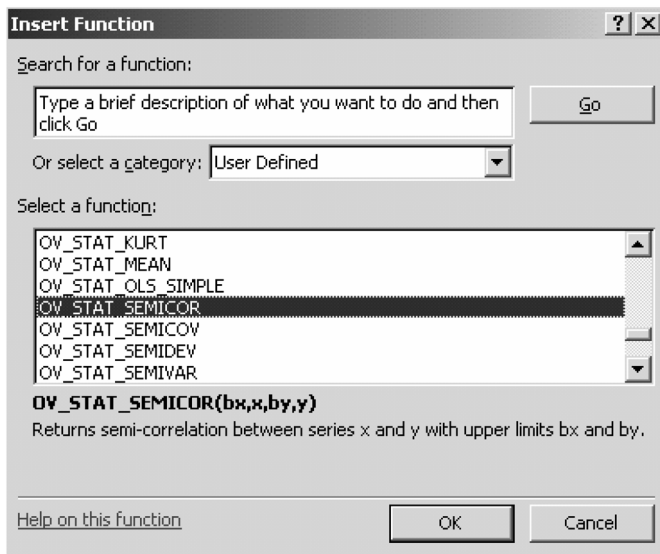 Insert Function
Search for a function:
Type a brief description of what you want to do and then
click Go
Go
Or select a category: User Defined
Select a function:
OV_STAT_KURT
OV_STAT_MEAN
OV_STAT_OLS_SIMPLE
OV_STAT_SEMICOR
OV_STAT_SEMICOV
OV_STAT_SEMIDEV
OV_STAT_SEMIVAR
OV_STAT_SEMICOR(bx,x,by,y)
Returns semi-correlation between series x and y with upper limits bx and by.
Help on this function
OK
Cancel